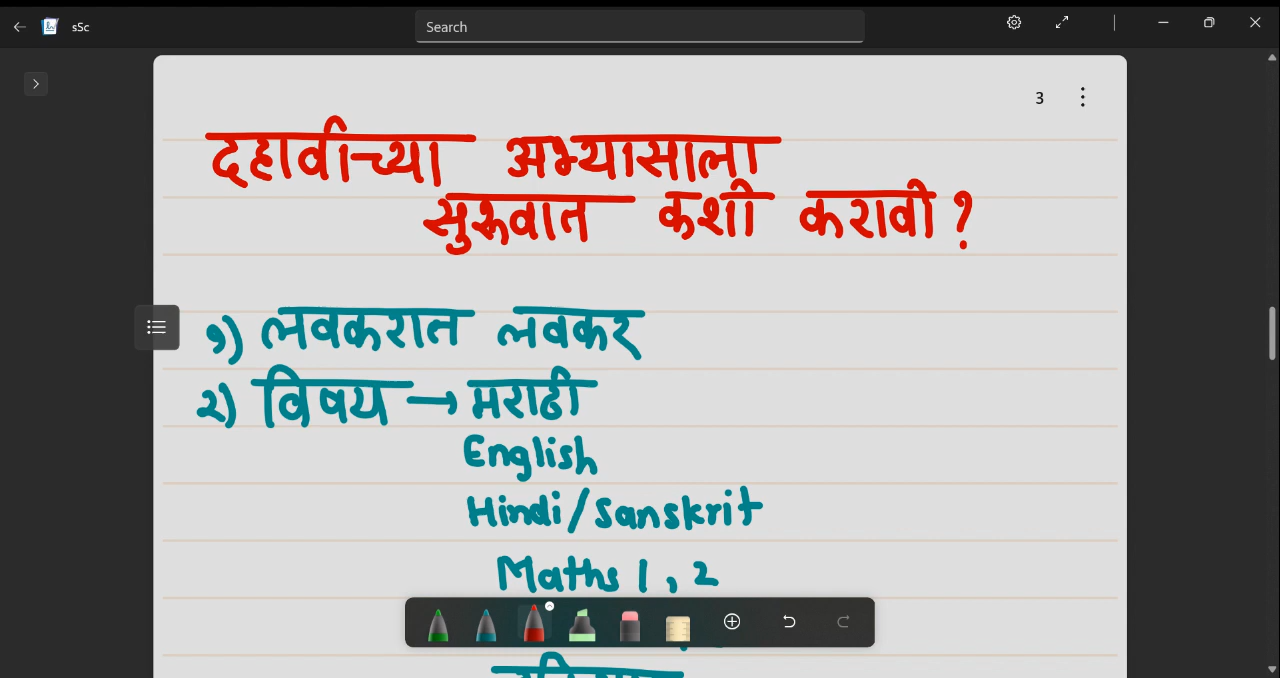 sSc
Search
3
दहावीच्या अभ्यासाला
सुरूवात कशी करावी?
१) लवकरात लवकर
२) विषय → मराठी
English
Hindi/Sanskrit
Maths 1, 2